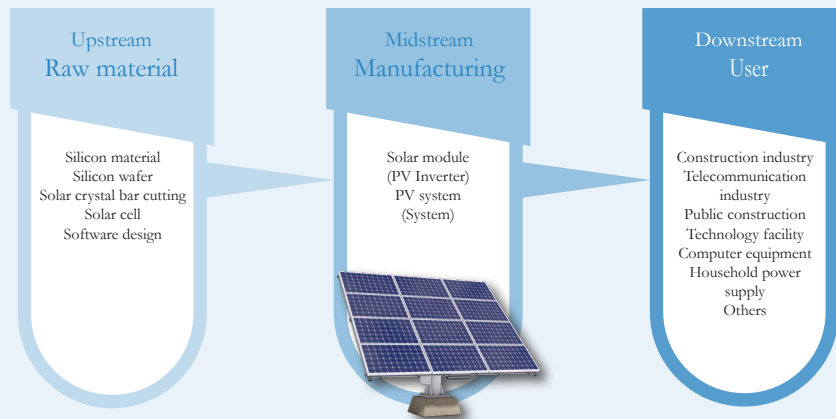 Upstream
Raw material
Silicon material
Silicon wafer
Solar crystal bar cutting
Solar cell
Software design
Midstream
Manufacturing
Solar module
(PV Inverter)
PV system
(System)
Downstream
User
Construction industry
Telecommunication
industry
Public construction
Technology facility
Computer equipment
Household power
supply
Others